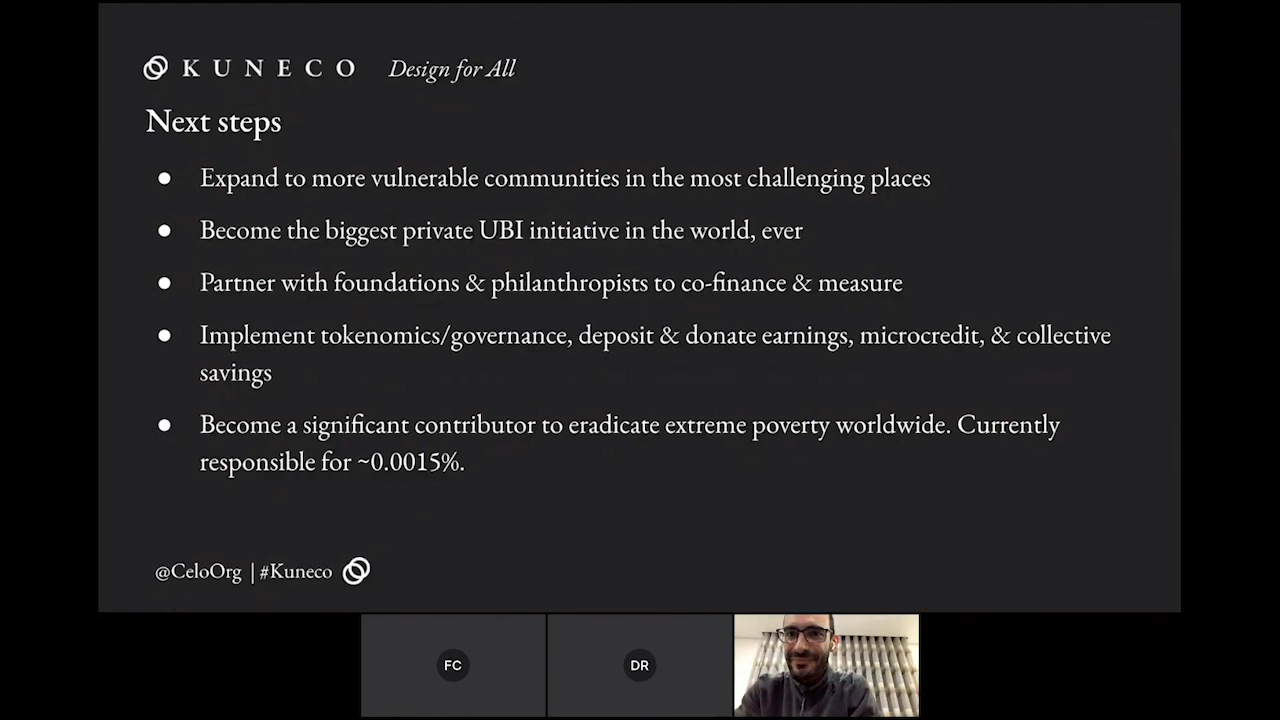 KUNECO Design for All
Next steps
● Expand to more vulnerable communities in the most challenging places
● Become the biggest private UBI initiative in the world, ever
● Partner with foundations & philanthropists to co-finance & measure
● Implement tokenomics/governance, deposit & donate earnings, microcredit, & collective
savings
● Become a significant contributor to eradicate extreme poverty worldwide. Currently
responsible for ~0.0015%.
@CeloOrg | #Kuneco
FC
DR